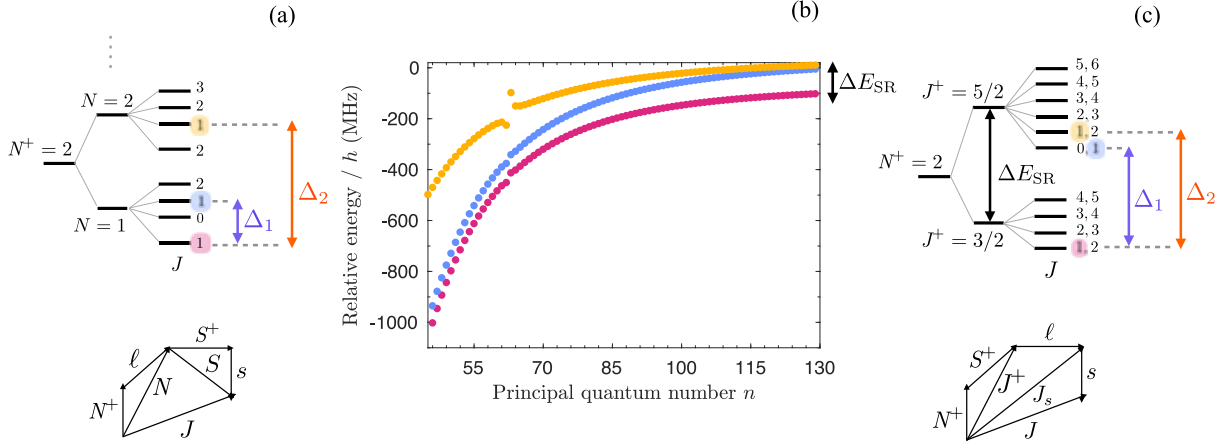 (a)
3
2
1
2
N = 2
N⁺ = 2
2
1
0
1
N = 1
Δ₁
Δ₂
J
S⁺
ℓ
S
N
s
N⁺
J
(b)
Relative energy / h (MHz)
0
-200
-400
-600
-800
-1000
55
70
85
100
115
130
Principal quantum number n
ΔE_SR
(c)
5, 6
4, 5
3, 4
2, 3
1, 2
0, 1
J⁺ = 5/2
N⁺ = 2
ΔE_SR
Δ₁
Δ₂
4, 5
3, 4
2, 3
1, 2
J⁺ = 3/2
J
ℓ
S⁺
J⁺
J_s
s
N⁺
J